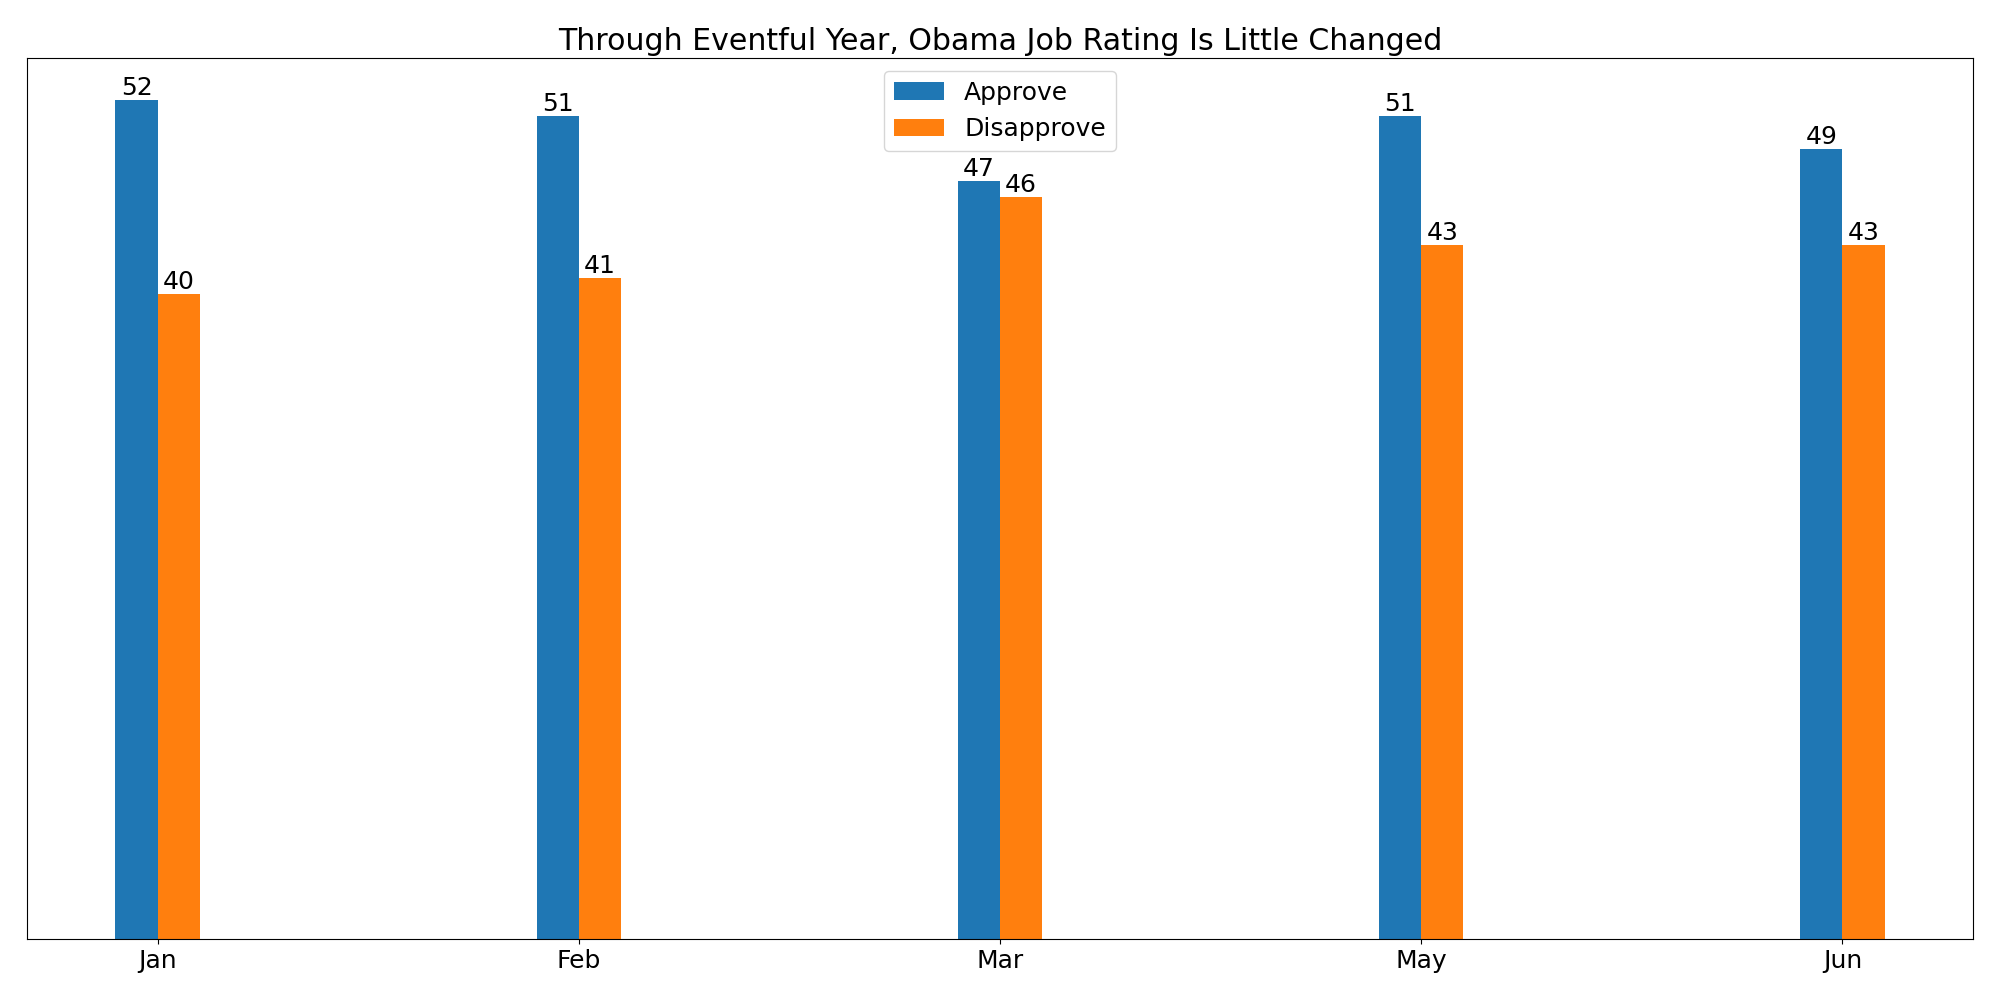 Through Eventful Year, Obama Job Rating Is Little Changed
Approve
Disapprove
52
40
51
41
47
46
51
43
49
43
Jan
Feb
Mar
May
Jun